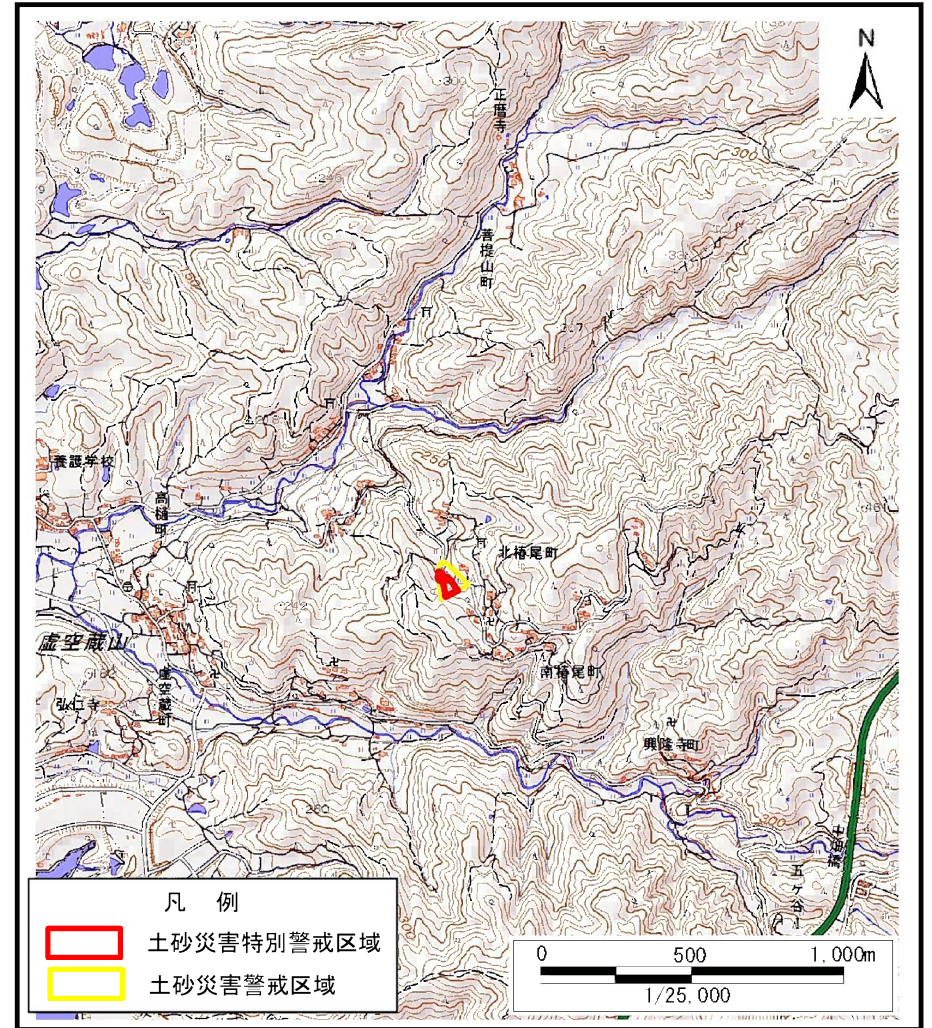 N
正暦寺
菩提山町
300
養護学校
高樋町
150
北椿尾町
虚空蔵山
虚空蔵町
弘仁寺
南椿尾町
興隆寺町
260
300
五ケ谷
凡 例
土砂災害特別警戒区域
土砂災害警戒区域
0 500 1,000m
1/25,000